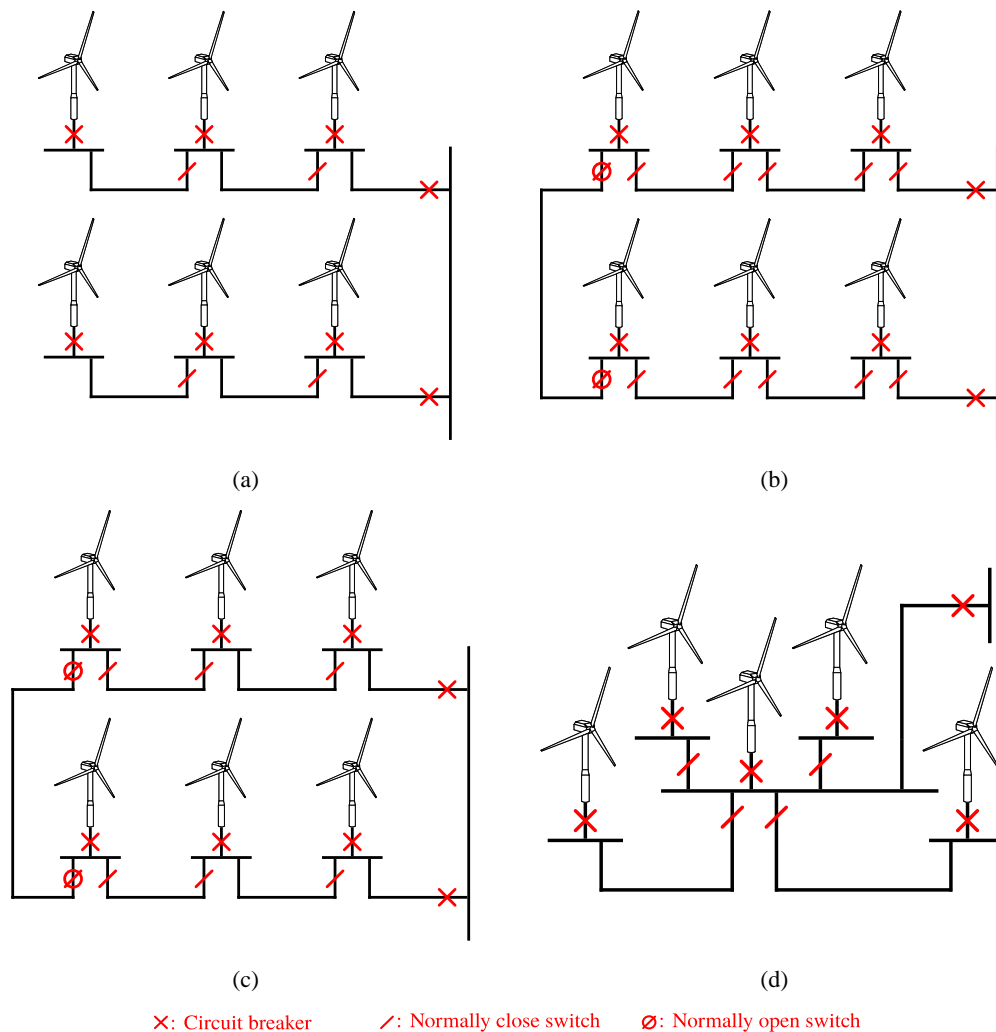 (a)
(b)
(c)
(d)
: Circuit breaker
: Normally close switch
: Normally open switch